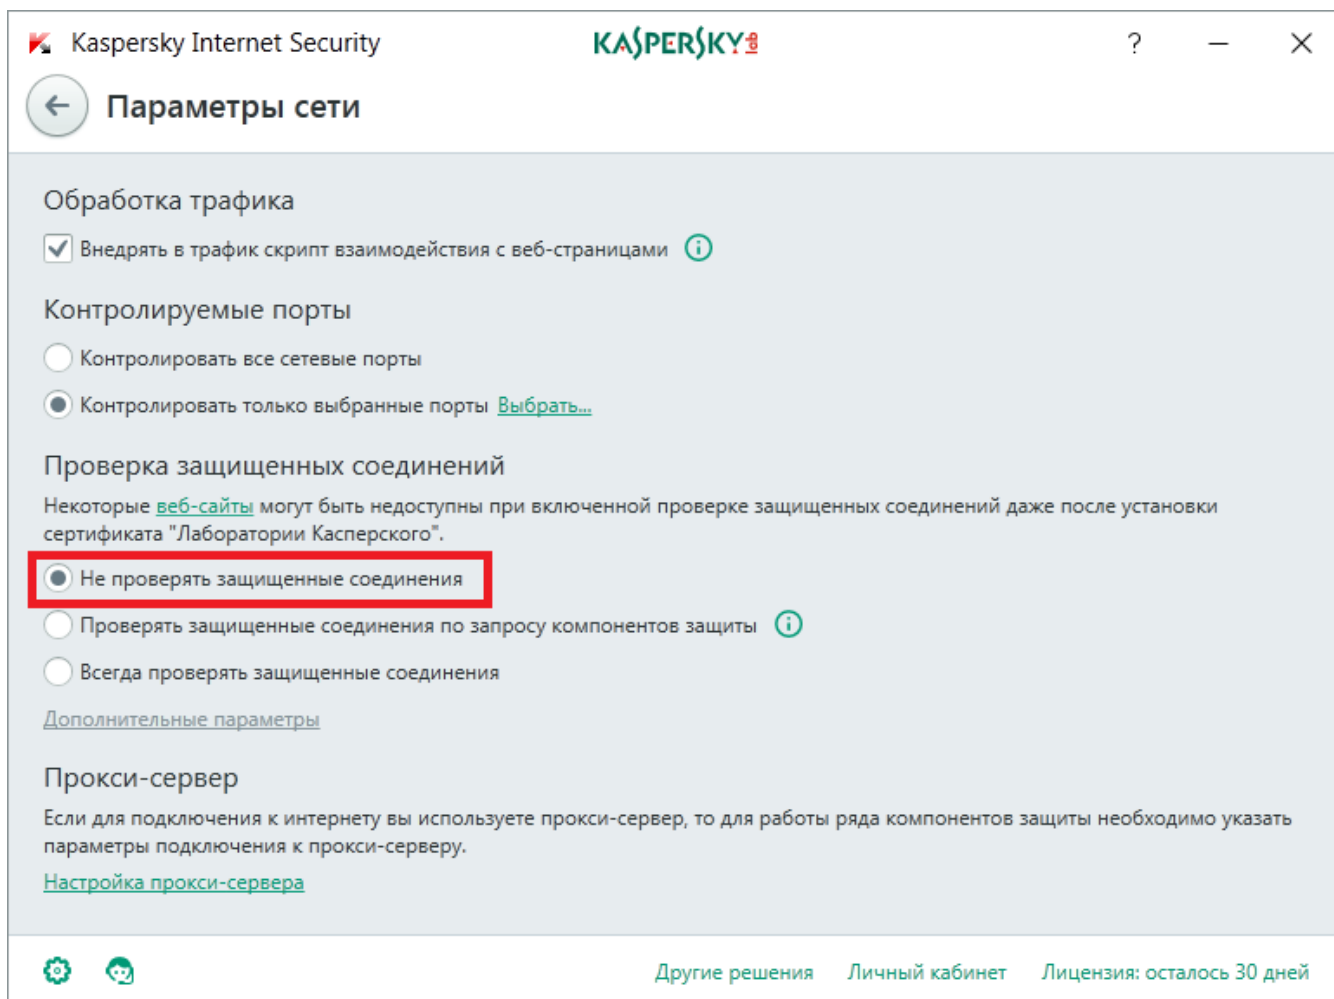 Kaspersky Internet Security
KASPERSKY lab
?
Параметры сети
Обработка трафика
Внедрять в трафик скрипт взаимодействия с веб-страницами
Контролируемые порты
Контролировать все сетевые порты
Контролировать только выбранные порты Выбрать...
Проверка защищенных соединений
Некоторые веб-сайты могут быть недоступны при включенной проверке защищенных соединений даже после установки
сертификата "Лаборатории Касперского".
Не проверять защищенные соединения
Проверять защищенные соединения по запросу компонентов защиты
Всегда проверять защищенные соединения
Дополнительные параметры
Прокси-сервер
Если для подключения к интернету вы используете прокси-сервер, то для работы ряда компонентов защиты необходимо указать
параметры подключения к прокси-серверу.
Настройка прокси-сервера
Другие решения Личный кабинет Лицензия: осталось 30 дней